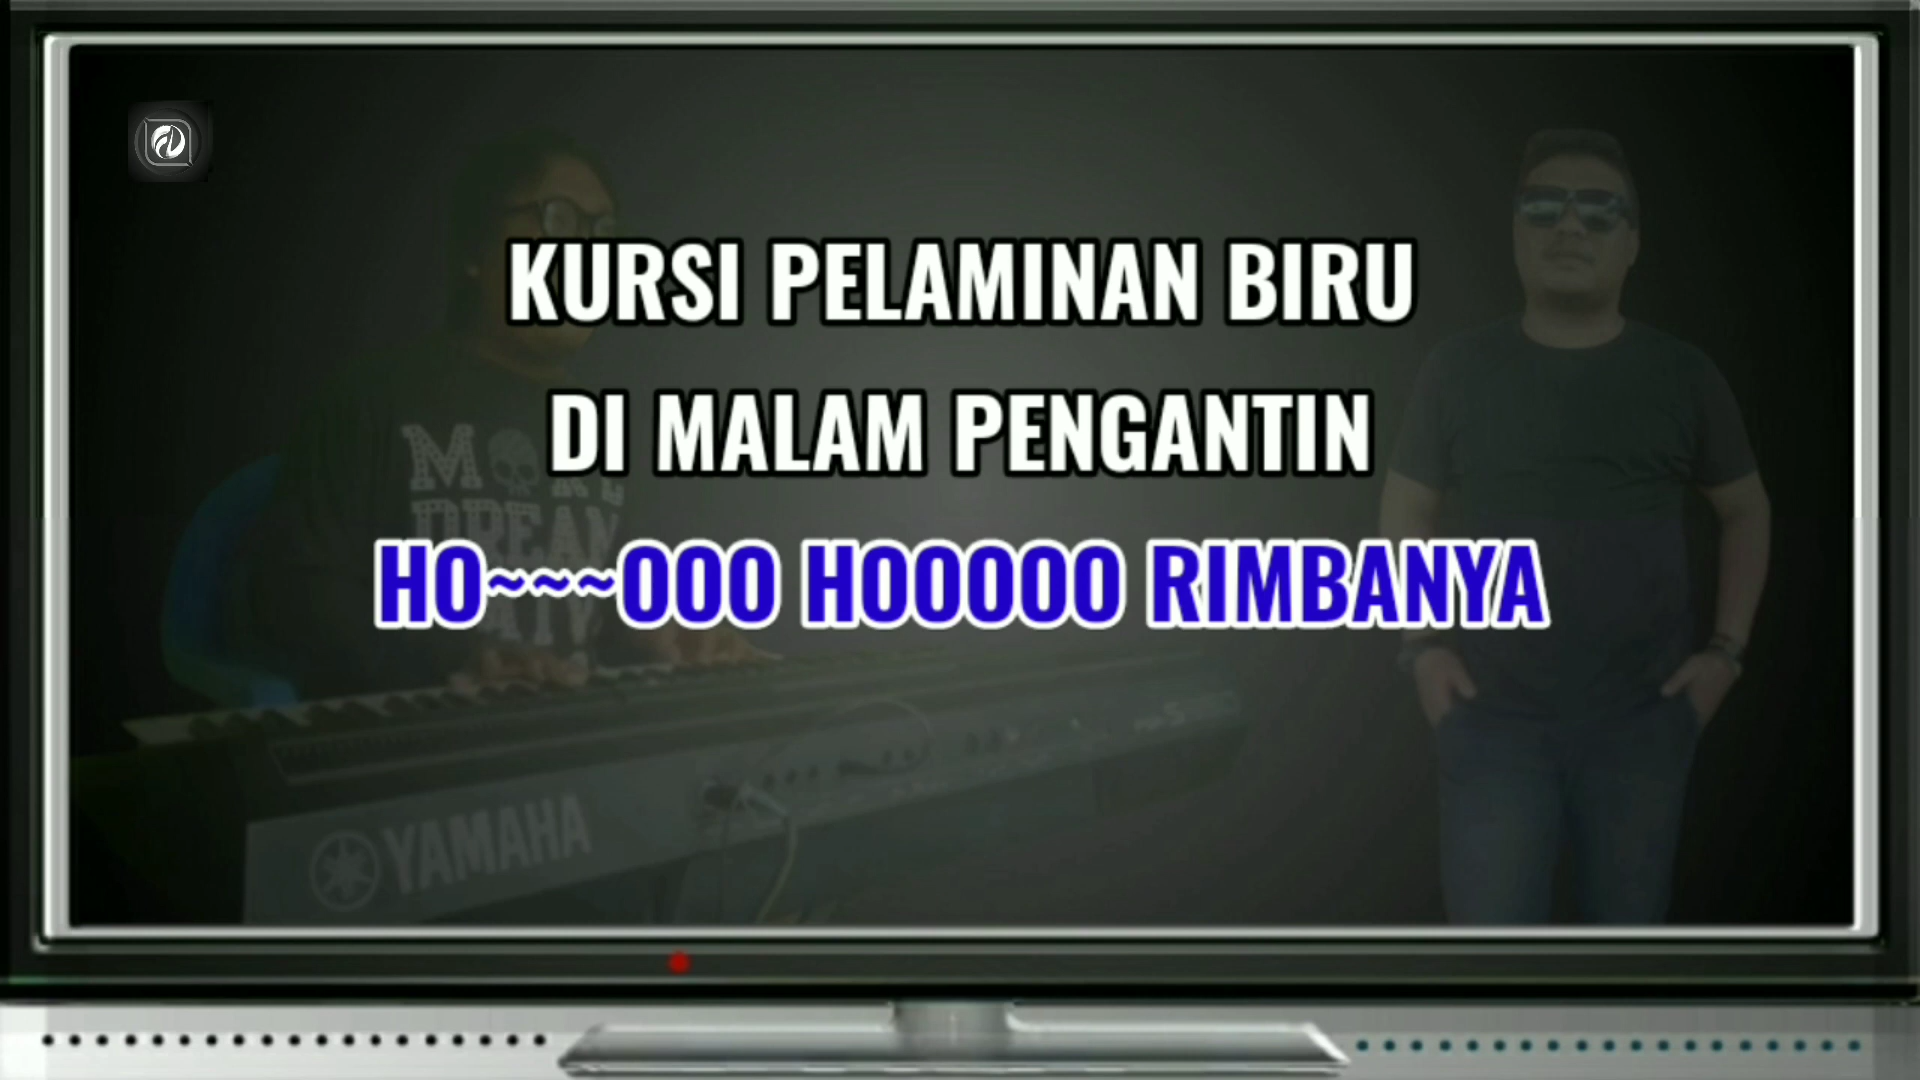 KURSI PELAMINAN BIRU
DI MALAM PENGANTIN
HO~~~OOO HOOOOO RIMBANYA
YAMAHA